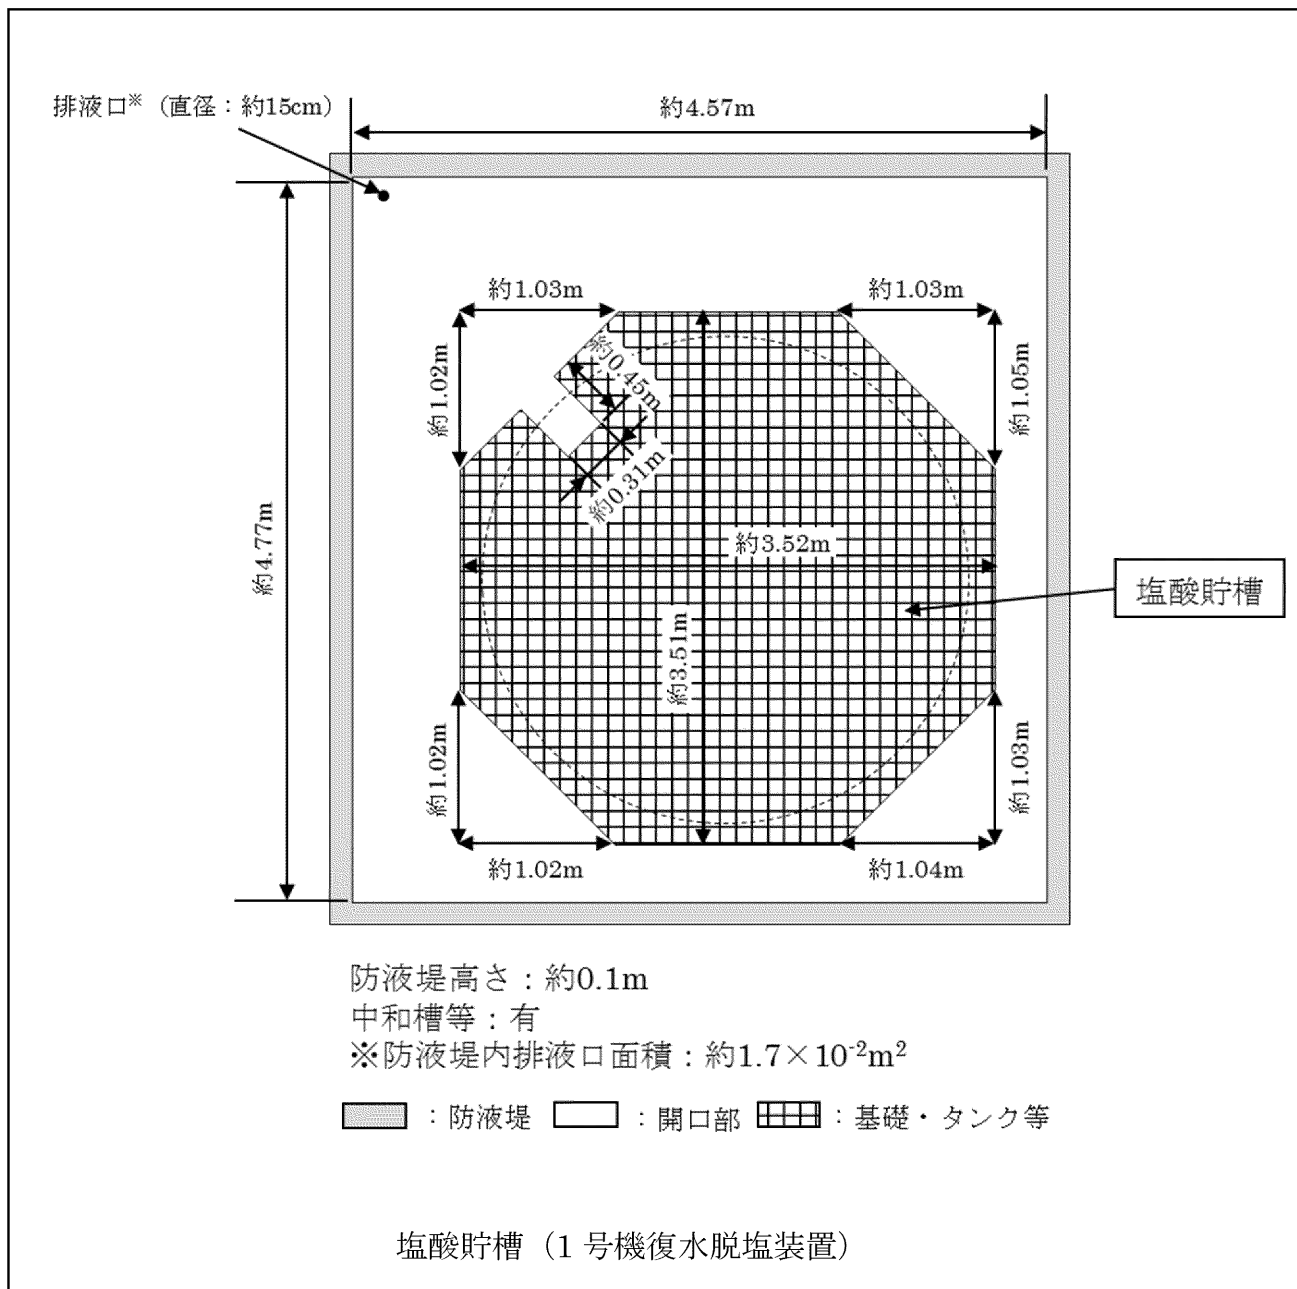 排液口※（直径：約15cm）
約4.57m
約1.03m
約1.03m
約1.02m
約0.45m
約1.05m
約0.31m
約4.77m
約3.52m
塩酸貯槽
約3.51m
約1.02m
約1.03m
約1.02m
約1.04m
防液堤高さ：約0.1m
中和槽等：有
※防液堤内排液口面積：約1.7×10⁻²m²
：防液堤 ：開口部 ：基礎・タンク等
塩酸貯槽（1号機復水脱塩装置）